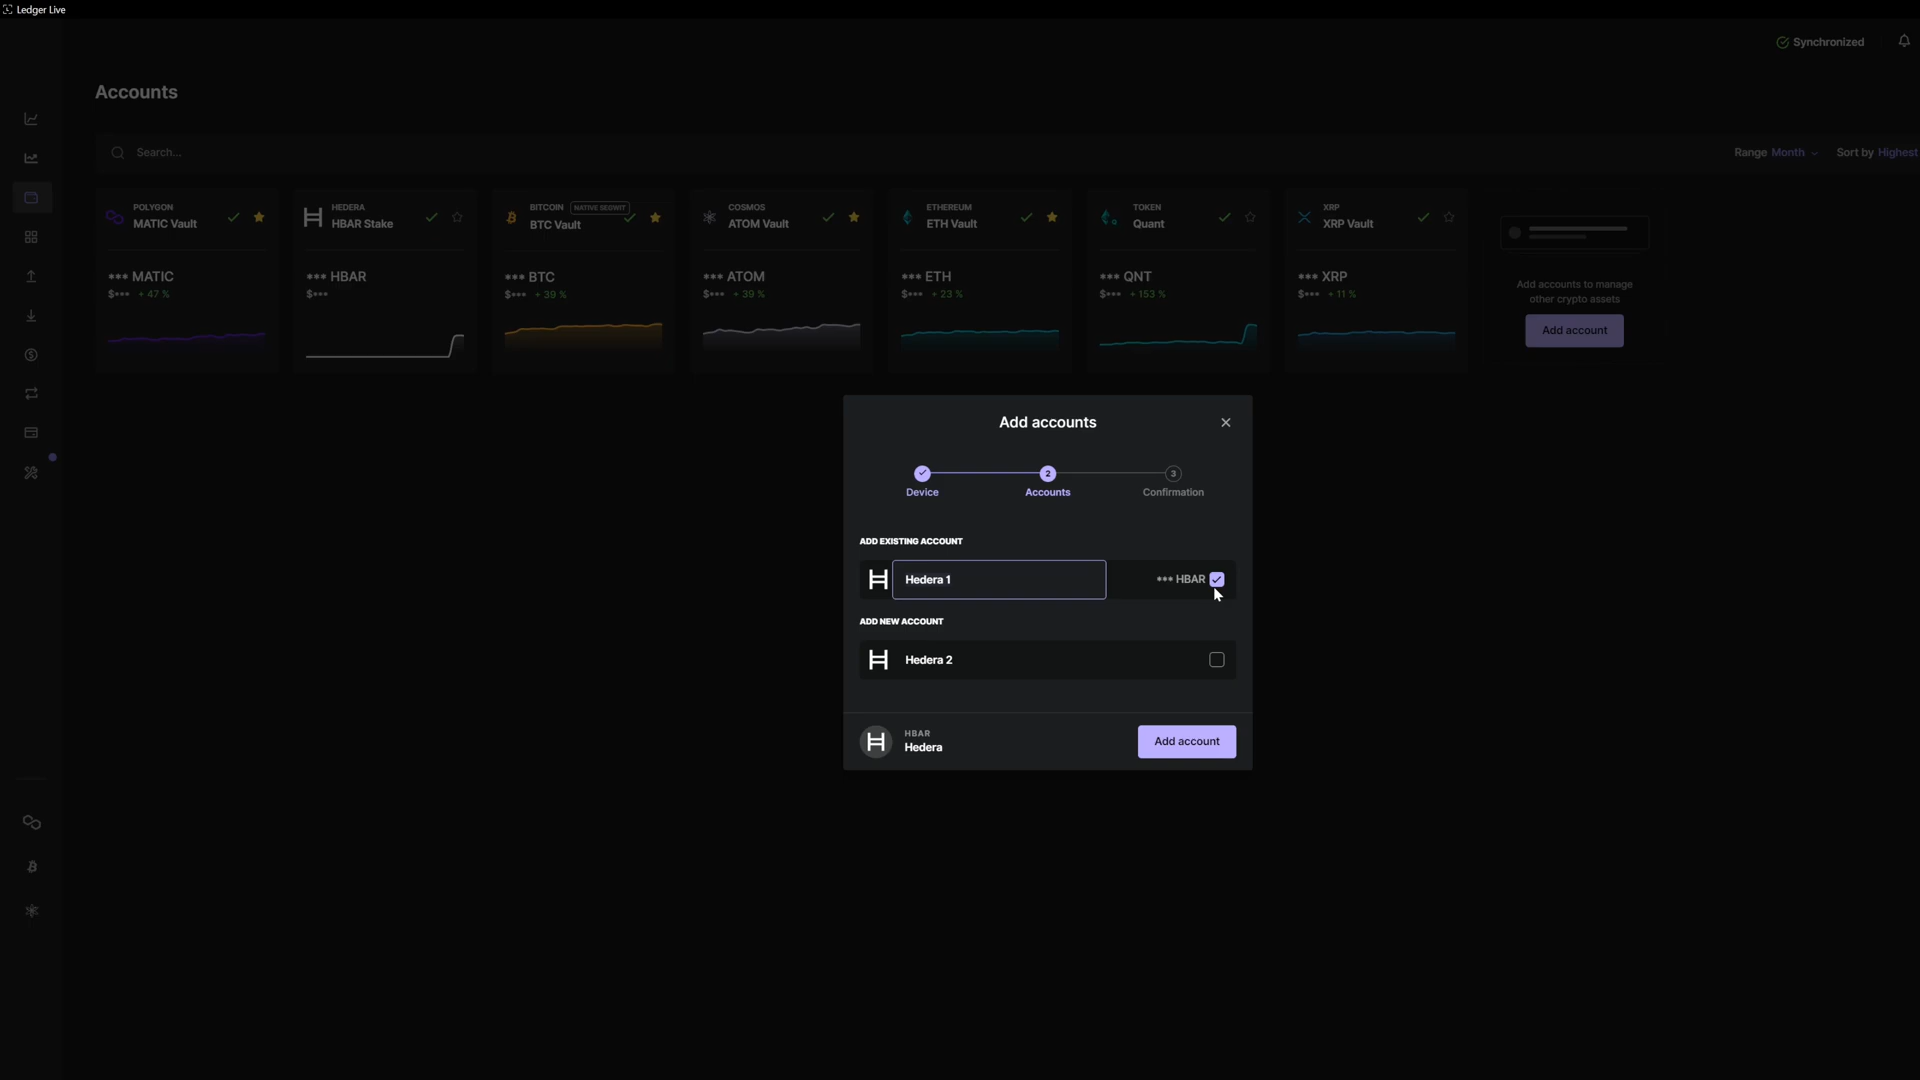 Ledger Live
Synchronized
Accounts
Search...
Range Month
Sort by Highest
POLYGON
MATIC Vault
*** MATIC
$*** + 47 %
HEDERA
HBAR Stake
*** HBAR
$***
BITCOIN NATIVE SEGWIT
BTC Vault
*** BTC
$*** + 39 %
COSMOS
ATOM Vault
*** ATOM
$*** + 39 %
ETHEREUM
ETH Vault
*** ETH
$*** + 23 %
TOKEN
Quant
*** QNT
$*** + 153 %
XRP
XRP Vault
*** XRP
$*** + 11 %
Add accounts to manage
other crypto assets
Add account
Add accounts
2
3
Device
Accounts
Confirmation
ADD EXISTING ACCOUNT
Hedera 1
*** HBAR
ADD NEW ACCOUNT
Hedera 2
HBAR
Hedera
Add account